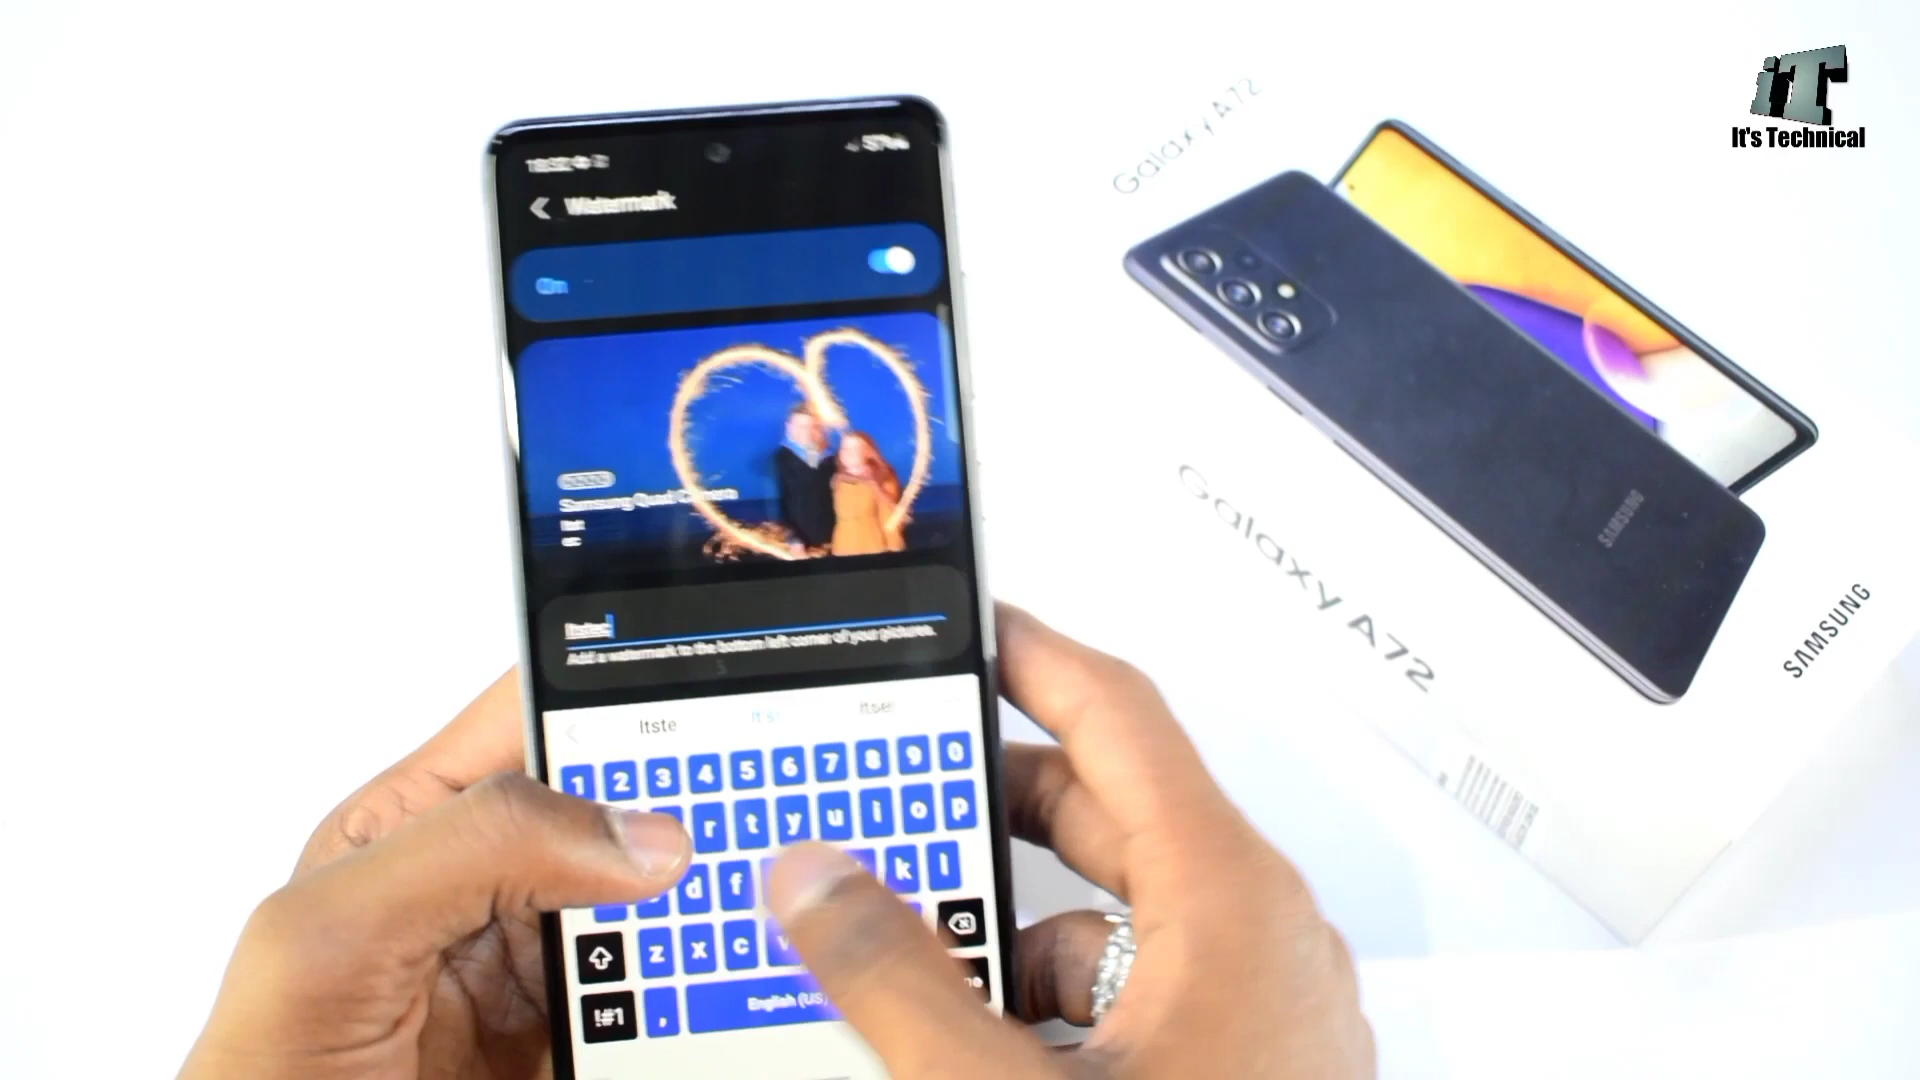 iT
It's Technical
Galaxy A72
Watermark
On
Samsung Quad Camera
Add a watermark to the bottom left corner of your pictures.
Itste
It's
1 2 3 4 5 6 7 8 9 0
r t y u i o p
d f k l
z x c v
!#1 , English (US)
Galaxy A72
SAMSUNG
SAMSUNG